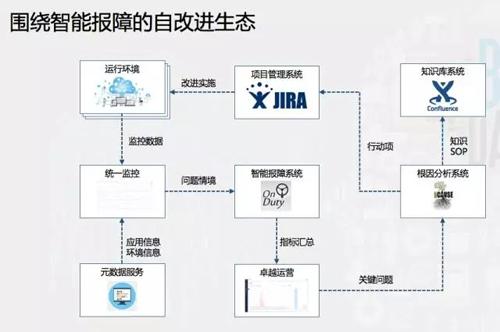 围绕智能报障的自改进生态
运行环境
改进实施
项目管理系统
JIRA
知识库系统
Confluence
监控数据
行动项
知识
SOP
统一监控
问题情境
智能报障系统
On
Duty
根因分析系统
CAUSE
应用信息
环境信息
指标汇总
元数据服务
卓越运营
关键问题